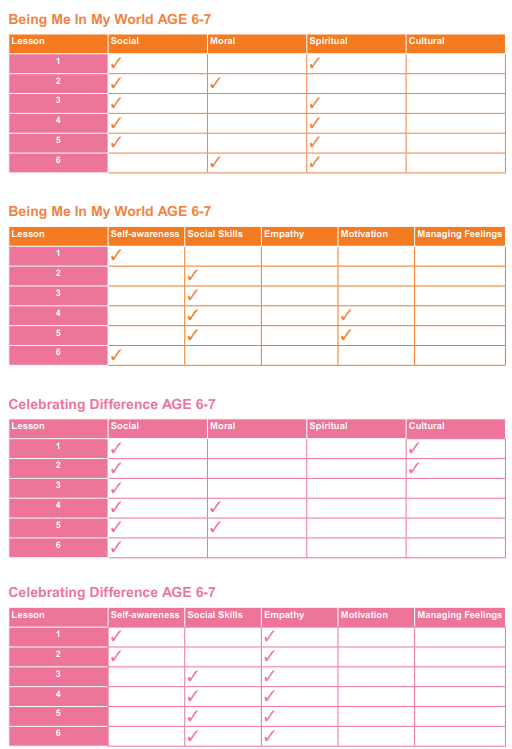 Being Me In My World AGE 6-7
Lesson Social Moral Spiritual Cultural
1 ✓ ✓
2 ✓ ✓
3 ✓ ✓
4 ✓ ✓
5 ✓ ✓
6 ✓ ✓
Being Me In My World AGE 6-7
Lesson Self-awareness Social Skills Empathy Motivation Managing Feelings
1 ✓
2 ✓
3 ✓
4 ✓ ✓
5 ✓ ✓
6 ✓
Celebrating Difference AGE 6-7
Lesson Social Moral Spiritual Cultural
1 ✓ ✓
2 ✓ ✓
3 ✓
4 ✓ ✓
5 ✓ ✓
6 ✓
Celebrating Difference AGE 6-7
Lesson Self-awareness Social Skills Empathy Motivation Managing Feelings
1 ✓ ✓
2 ✓ ✓
3 ✓ ✓
4 ✓ ✓
5 ✓ ✓
6 ✓ ✓